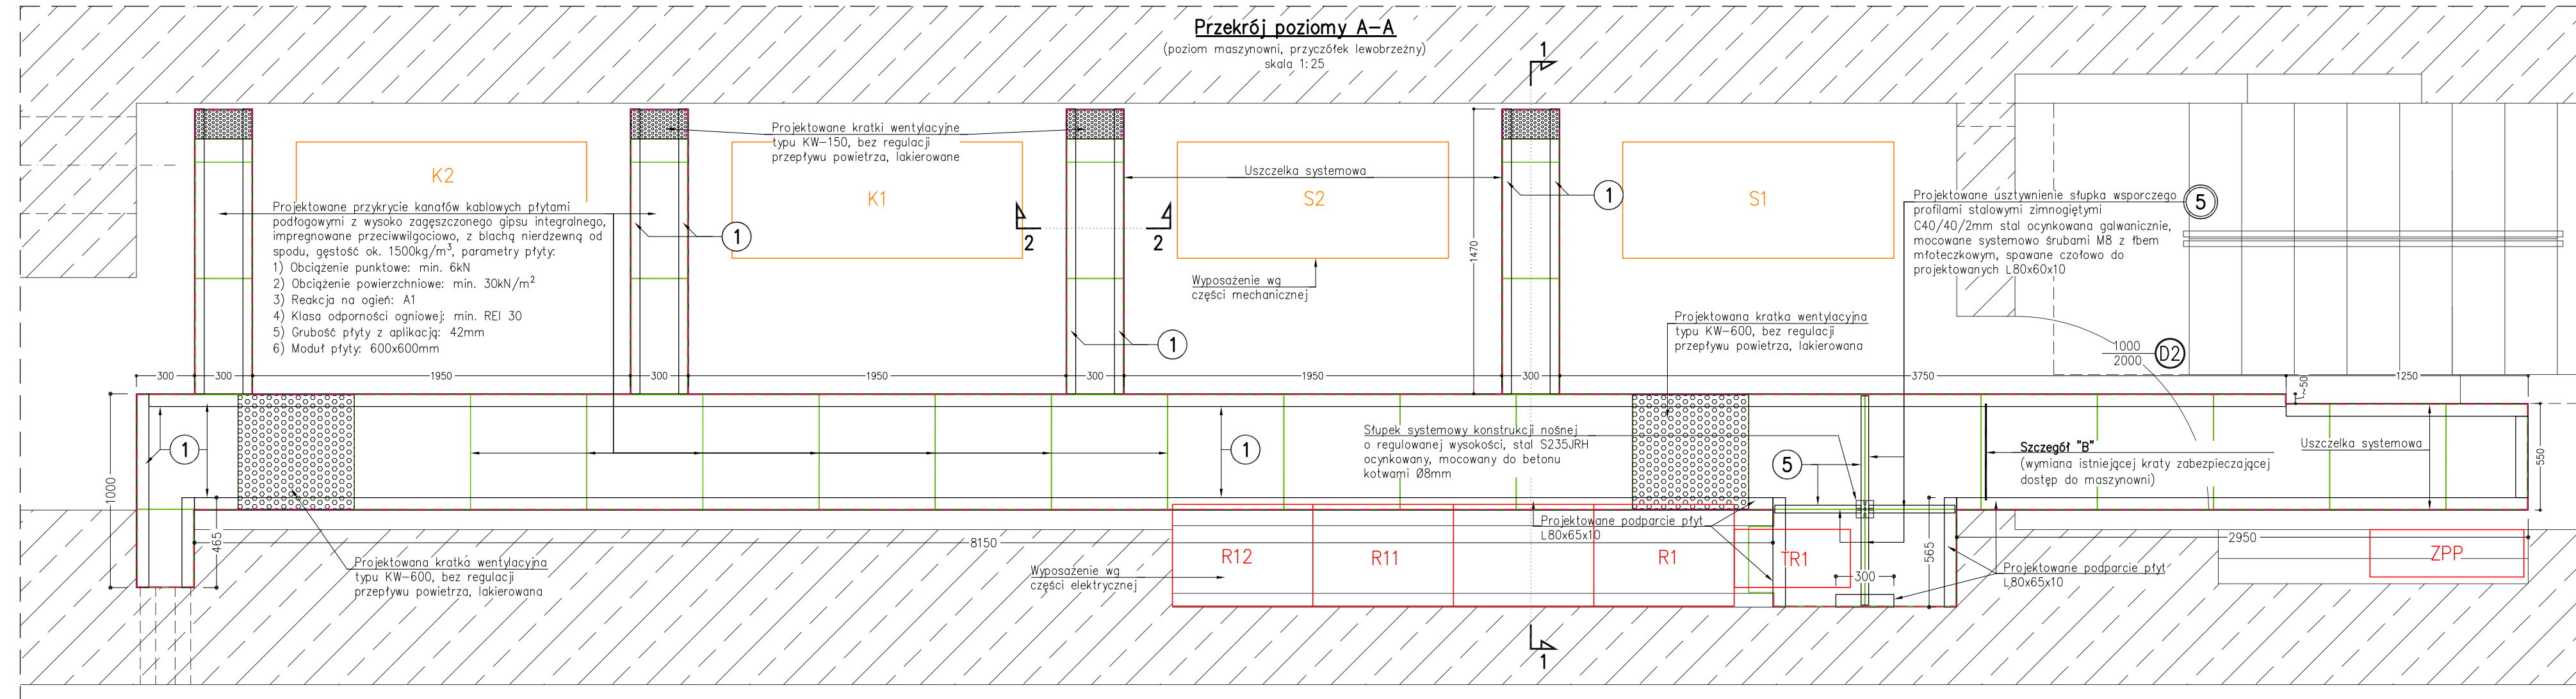 Przekrój poziomy A-A
(poziom maszynowni, przyczółek lewobrzeżny)
skala 1:25
1
Projektowane kratki wentylacyjne
typu KW-150, bez regulacji
przepływu powietrza, lakierowane
K2
K1
S2
S1
Uszczelka systemowa
1470
Projektowane przykrycie kanałów kablowych płytami
podłogowymi z wysoko zagęszczonego gipsu integralnego,
impregnowane przeciwwilgociowo, z blachą nierdzewną od
spodu, gęstość ok. 1500kg/m³, parametry płyty:
1) Obciążenie punktowe: min. 6kN
2) Obciążenie powierzchniowe: min. 30kN/m²
3) Reakcja na ogień: A1
4) Klasa odporności ogniowej: min. REI 30
5) Grubość płyty z aplikacją: 42mm
6) Moduł płyty: 600x600mm
1
2
2
1
1
Wyposażenie wg
części mechanicznej
Projektowane usztywnienie słupka wsporczego
profilami stalowymi zimnogiętymi
C40/40/2mm stal ocynkowana galwanicznie,
mocowane systemowo śrubami M8 z łbem
młoteczkowym, spawane czołowo do
projektowanych L80x60x10
5
Projektowana kratka wentylacyjna
typu KW-600, bez regulacji
przepływu powietrza, lakierowana
1000
2000
D2
300
300
1950
300
1950
300
1950
300
3750
50
1250
1000
1
465
1
Słupek systemowy konstrukcji nośnej
o regulowanej wysokości, stal S235JRH
ocynkowany, mocowany do betonu
kotwami Ø8mm
5
Szczegół "B"
(wymiana istniejącej kraty zabezpieczającej
dostęp do maszynowni)
Uszczelka systemowa
550
Projektowane podparcie płyt
L80x65x10
8150
Projektowana kratka wentylacyjna
typu KW-600, bez regulacji
przepływu powietrza, lakierowana
Wyposażenie wg
części elektrycznej
R12
R11
R1
TR1
300
565
2950
Projektowane podparcie płyt
L80x65x10
ZPP
1